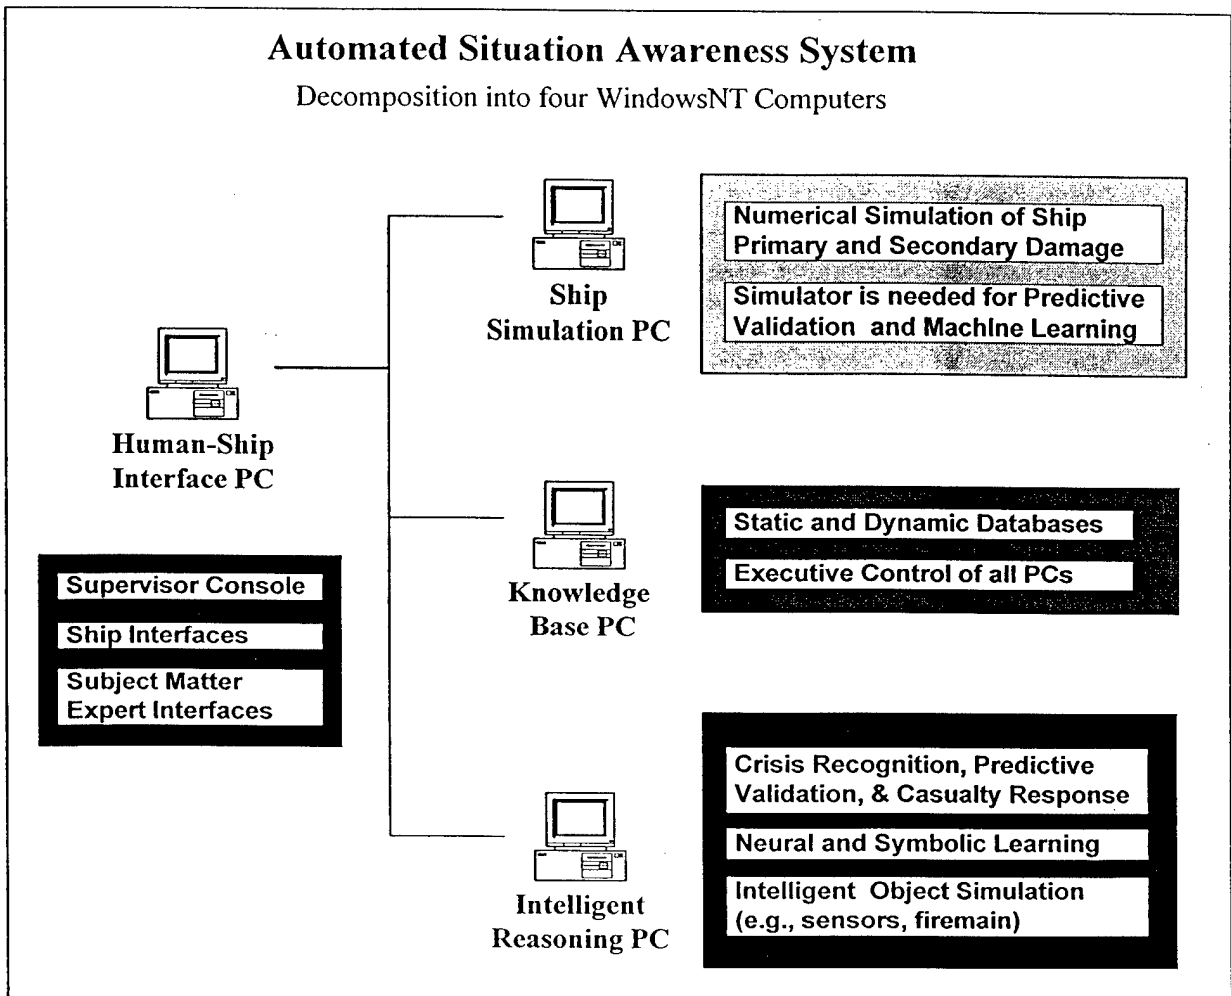 Automated Situation Awareness System
Decomposition into four WindowsNT Computers
Numerical Simulation of Ship
Primary and Secondary Damage
Simulator is needed for Predictive
Validation and Machine Learning
Ship
Simulation PC
Human-Ship
Interface PC
Supervisor Console
Ship Interfaces
Subject Matter
Expert Interfaces
Static and Dynamic Databases
Executive Control of all PCs
Knowledge
Base PC
Crisis Recognition, Predictive
Validation, & Casualty Response
Neural and Symbolic Learning
Intelligent Object Simulation
(e.g., sensors, firemain)
Intelligent
Reasoning PC